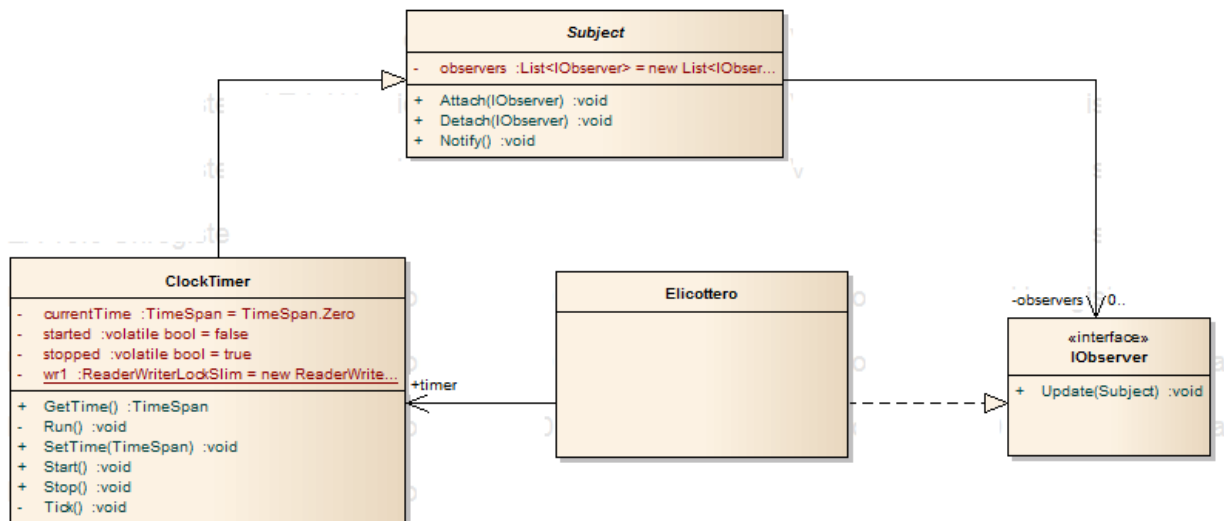 Subject
- observers :List<IObserver> = new List<IObser...
+ Attach(IObserver) :void
+ Detach(IObserver) :void
+ Notify() :void
ClockTimer
- currentTime :TimeSpan = TimeSpan.Zero
- started :volatile bool = false
- stopped :volatile bool = true
- wr1 :ReaderWriterLockSlim = new ReaderWrite...
+ GetTime() :TimeSpan
- Run() :void
+ SetTime(TimeSpan) :void
+ Start() :void
+ Stop() :void
- Tick() :void
+timer
Elicottero
-observers 0..
«interface»
IObserver
+ Update(Subject) :void